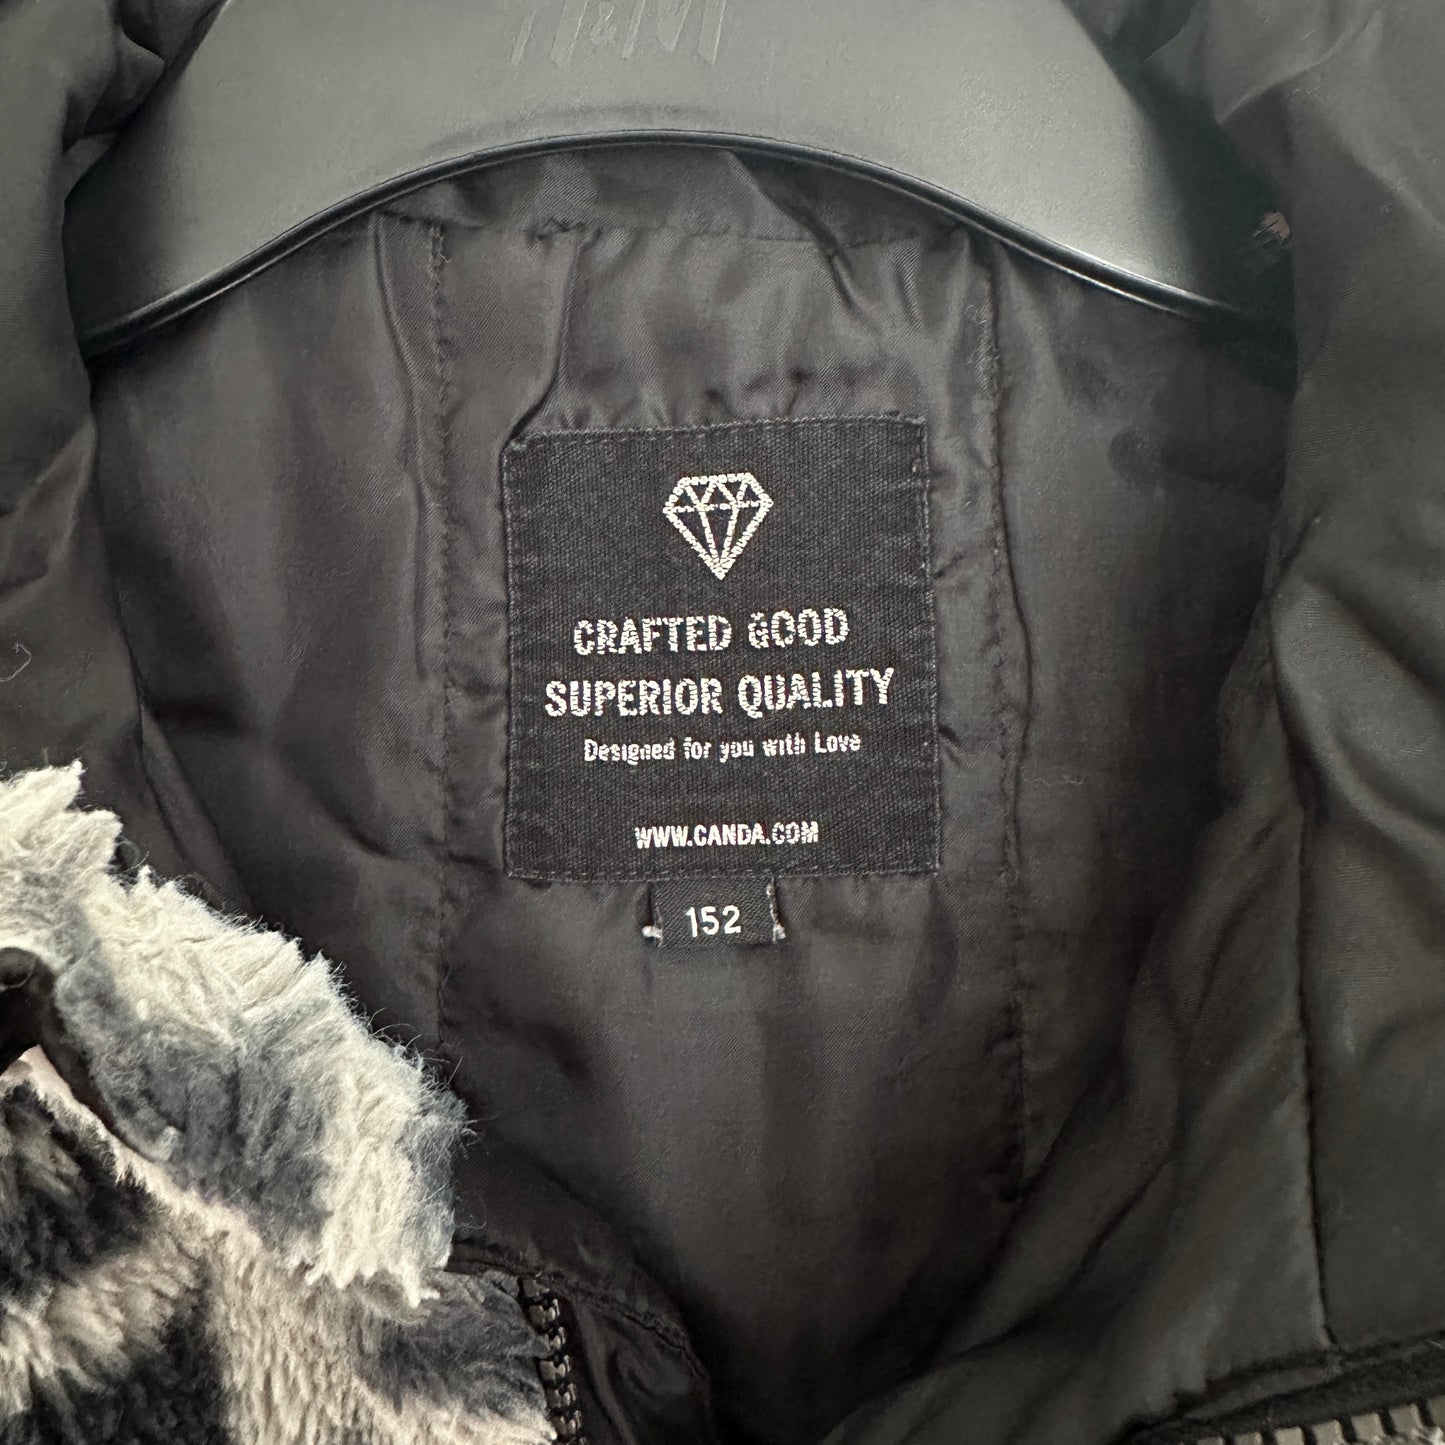 H&M
CRAFTED GOOD
SUPERIOR QUALITY
Designed for you with Love
WWW.CANDA.COM
152